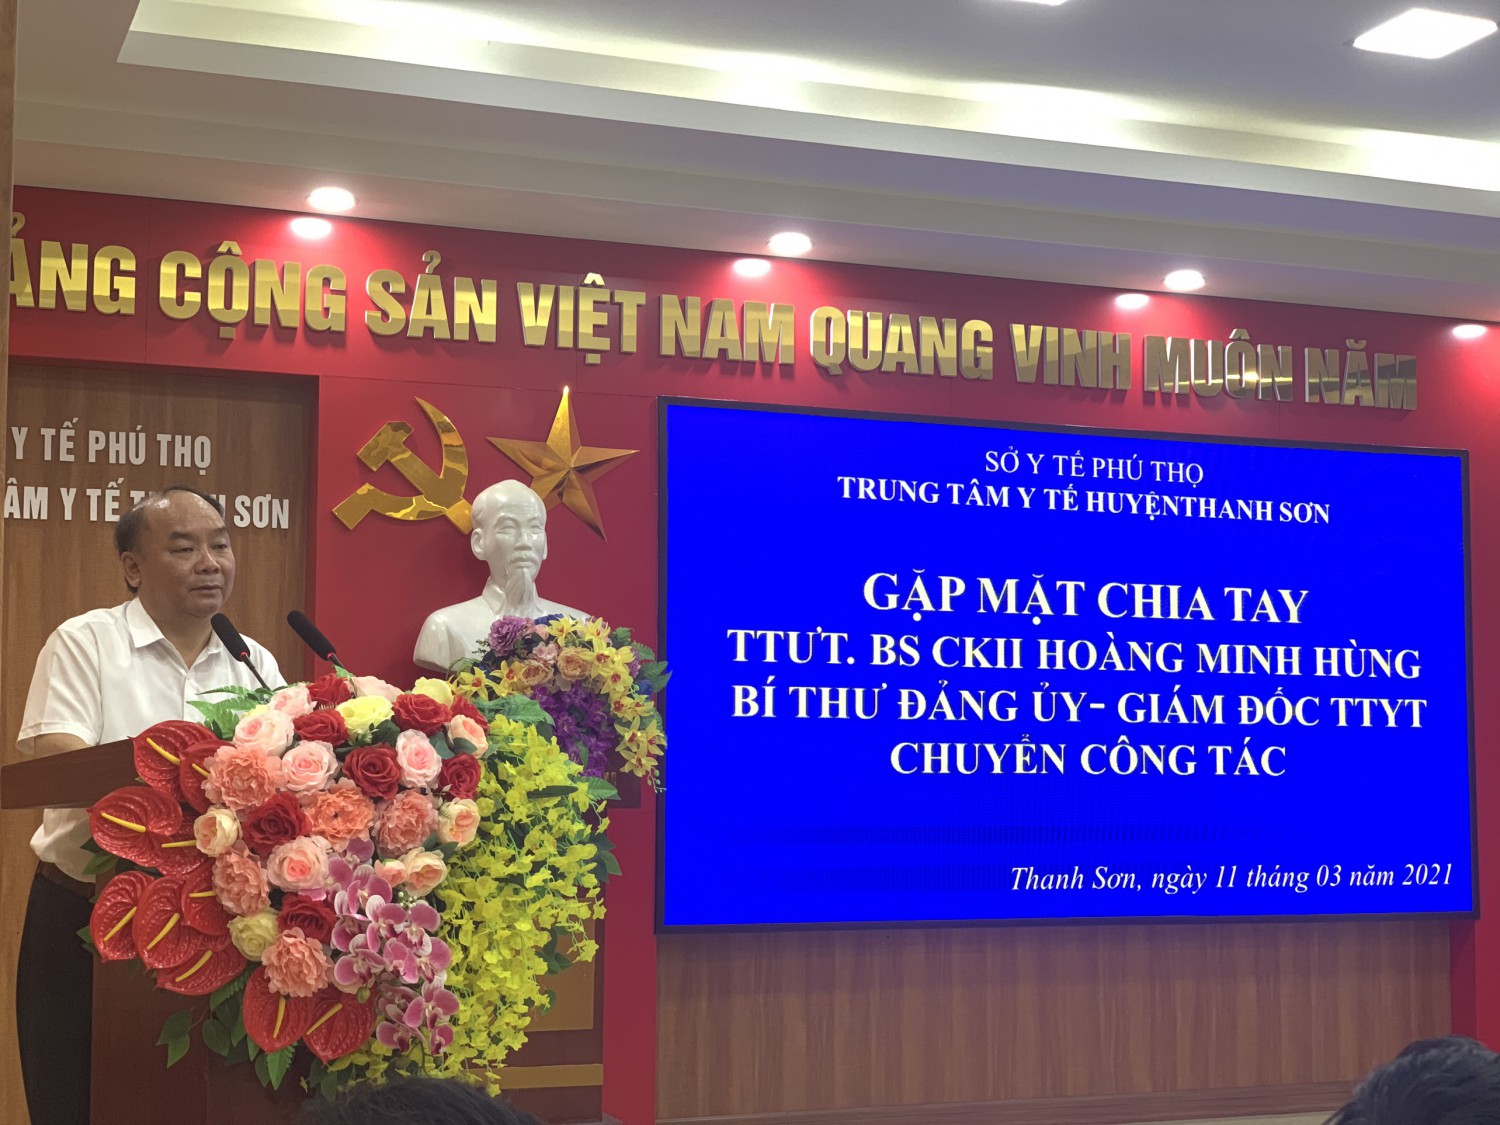 ẢNG CỘNG SẢN VIỆT NAM QUANG VINH MUÔN NĂM
Y TẾ PHÚ THỌ
ÂM Y TẾ SƠN
SỞ Y TẾ PHÚ THỌ
TRUNG TÂM Y TẾ HUYỆNTHANH SƠN
GẶP MẶT CHIA TAY
TTƯT. BS CKII HOÀNG MINH HÙNG
BÍ THƯ ĐẢNG ỦY- GIÁM ĐỐC TTYT
CHUYỂN CÔNG TÁC
Thanh Sơn, ngày 11 tháng 03 năm 2021